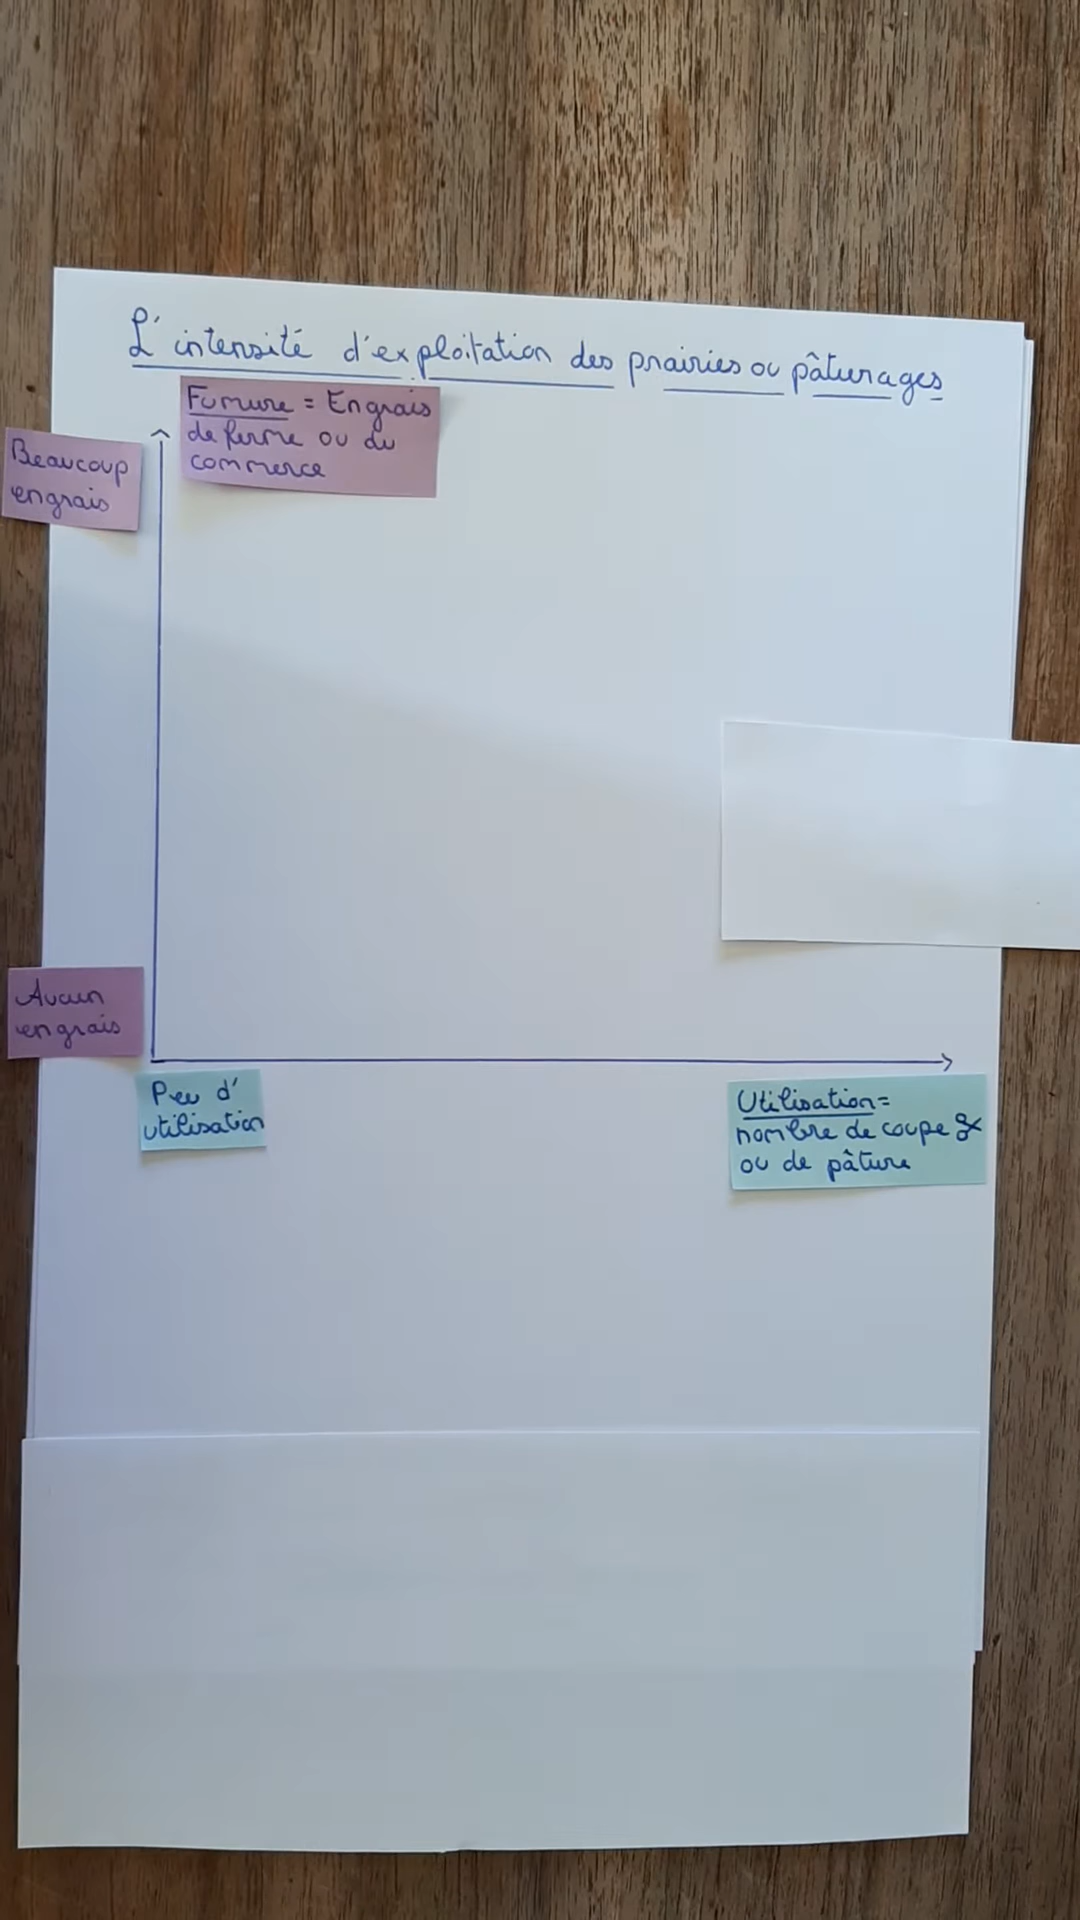 L'intensité d'exploitation des prairies ou pâturages
Fumure = Engrais
de ferme ou du
commerce
Beaucoup
engrais
Aucun
engrais
Peu d'
utilisation
Utilisation =
nombre de coupe
ou de pâture